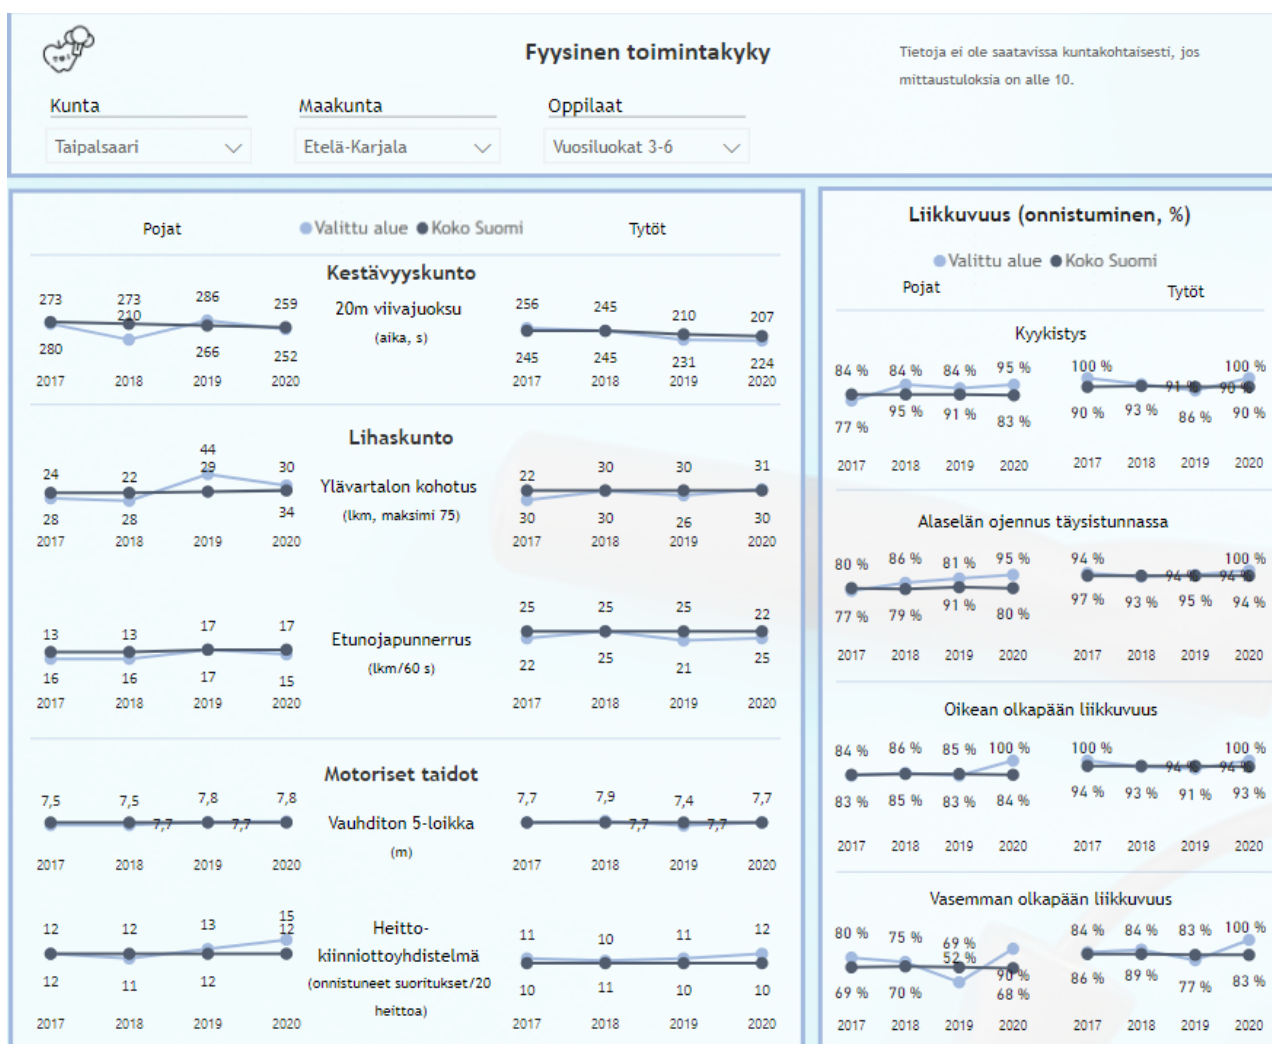 Fyysinen toimintakyky
Tietoja ei ole saatavissa kuntakohtaisesti, jos
mittaustuloksia on alle 10.
Kunta Maakunta Oppilaat
Taipalsaari Etelä-Karjala Vuosiluokat 3-6
Pojat Valittu alue Koko Suomi Tytöt
Kestävyyskunto
20m viivajuoksu
(aika, s)
273 273 286 259
210
280 266 252
2017 2018 2019 2020
256 245 210 207
245 245 231 224
2017 2018 2019 2020
Lihaskunto
Ylävartalon kohotus
(lkm, maksimi 75)
24 22 44 30
29
28 28 34
2017 2018 2019 2020
22 30 30 31
30 30 26 30
2017 2018 2019 2020
Etunojapunnerrus
(lkm/60 s)
13 13 17 17
16 16 17 15
2017 2018 2019 2020
25 25 25 22
22 25 21 25
2017 2018 2019 2020
Motoriset taidot
Vauhditon 5-loikka
(m)
7,5 7,5 7,8 7,8
7,7 7,7
2017 2018 2019 2020
7,7 7,9 7,4 7,7
7,7 7,7
2017 2018 2019 2020
Heitto-
kiinniottoyhdistelmä
(onnistuneet suoritukset/20
heittoa)
12 12 13 15
12
12 11 12
2017 2018 2019 2020
11 10 11 12
10 11 10 10
2017 2018 2019 2020
Liikkuvuus (onnistuminen, %)
Valittu alue Koko Suomi
Pojat Tytöt
Kyykistys
84 % 84 % 84 % 95 % 100 % 100 %
91 % 90 %
77 % 95 % 91 % 83 % 90 % 93 % 86 % 90 %
2017 2018 2019 2020 2017 2018 2019 2020
Alaselän ojennus täysistunnassa
80 % 86 % 81 % 95 % 94 % 100 %
94 % 94 %
77 % 79 % 91 % 80 % 97 % 93 % 95 % 94 %
2017 2018 2019 2020 2017 2018 2019 2020
Oikean olkapään liikkuvuus
84 % 86 % 85 % 100 % 100 % 100 %
94 % 94 %
83 % 85 % 83 % 84 % 94 % 93 % 91 % 93 %
2017 2018 2019 2020 2017 2018 2019 2020
Vasemman olkapään liikkuvuus
80 % 75 % 69 % 84 % 84 % 83 % 100 %
52 % 90 %
69 % 70 % 68 % 86 % 89 % 77 % 83 %
2017 2018 2019 2020 2017 2018 2019 2020